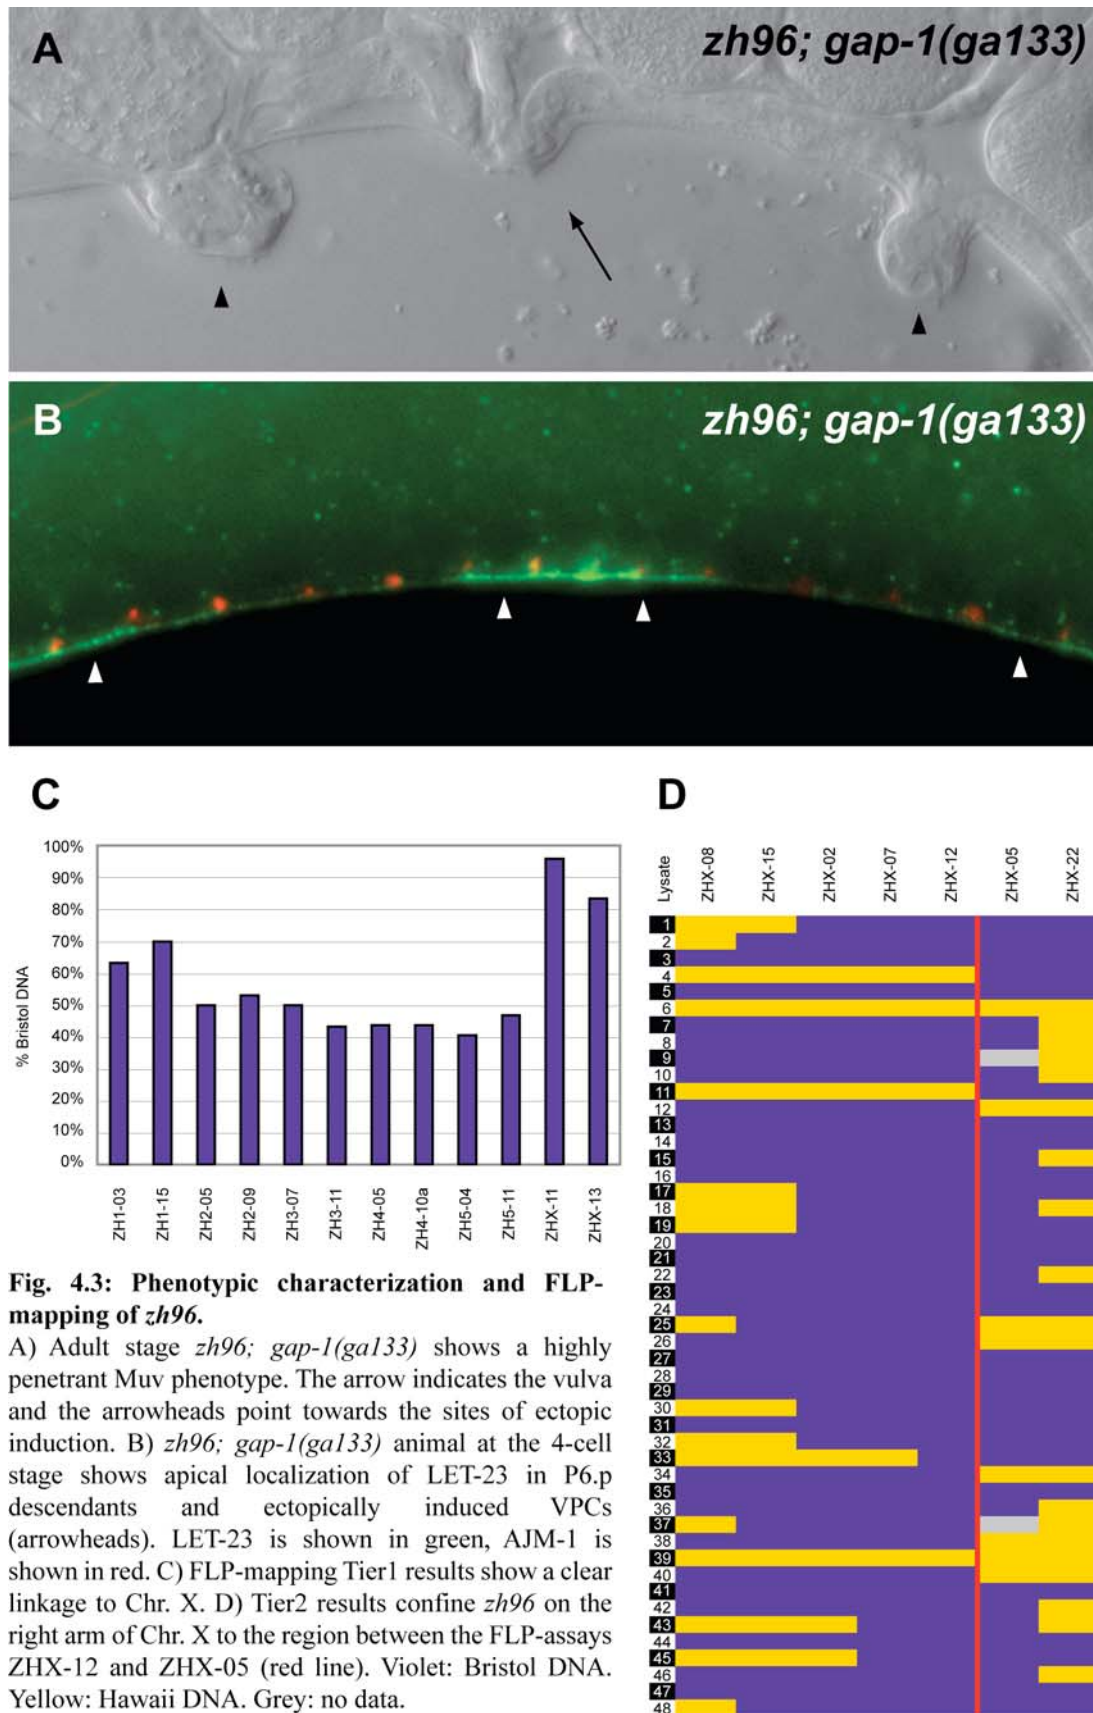 A
zh96; gap-1(ga133)
B
zh96; gap-1(ga133)
C
100%
90%
80%
70%
60%
50%
40%
30%
20%
10%
0%
% Bristol DNA
ZH1-03
ZH1-15
ZH2-05
ZH2-09
ZH3-07
ZH3-11
ZH4-05
ZH4-10a
ZH5-04
ZH5-11
ZHX-11
ZHX-13
D
Lysate
ZHX-08
ZHX-15
ZHX-02
ZHX-07
ZHX-12
ZHX-05
ZHX-22
1
2
3
4
5
6
7
8
9
10
11
12
13
14
15
16
17
18
19
20
21
22
23
24
25
26
27
28
29
30
31
32
33
34
35
36
37
38
39
40
41
42
43
44
45
46
47
48
Fig. 4.3: Phenotypic characterization and FLP-
mapping of zh96.
A) Adult stage zh96; gap-1(ga133) shows a highly
penetrant Muv phenotype. The arrow indicates the vulva
and the arrowheads point towards the sites of ectopic
induction. B) zh96; gap-1(ga133) animal at the 4-cell
stage shows apical localization of LET-23 in P6.p
descendants and ectopically induced VPCs
(arrowheads). LET-23 is shown in green, AJM-1 is
shown in red. C) FLP-mapping Tier1 results show a clear
linkage to Chr. X. D) Tier2 results confine zh96 on the
right arm of Chr. X to the region between the FLP-assays
ZHX-12 and ZHX-05 (red line). Violet: Bristol DNA.
Yellow: Hawaii DNA. Grey: no data.